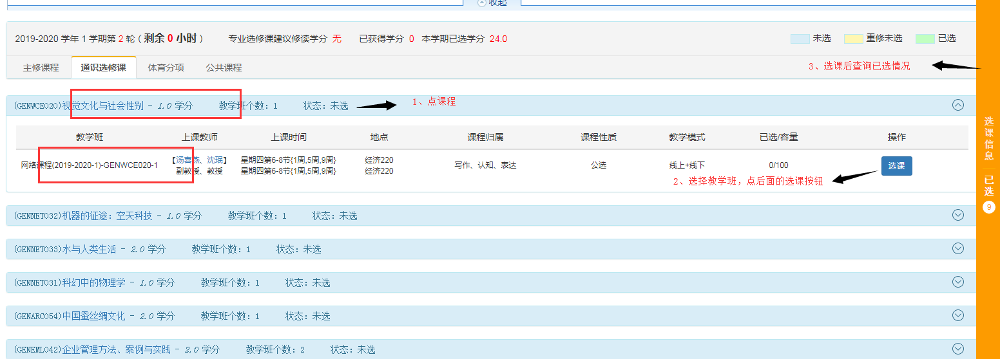 收起
2019-2020 学年 1 学期第 2 轮 ( 剩余 0 小时 ) 专业选修课建议修读学分 无 已获得学分 0 本学期已选学分 24.0 未选 重修未选 已选
主修课程 通识选修课 体育分项 公共课程
3、选课后查询已选情况
(GENWCE020)视觉文化与社会性别 - 1.0 学分 教学班个数: 1 状态: 未选
1、点课程
教学班 上课教师 上课时间 地点 课程归属 课程性质 教学模式 已选/容量 操作
【汤喜燕、沈珉】 星期四第6-8节{1周,5周,9周} 经济220
网络课程(2019-2020-1)-GENWCE020-1 写作、认知、表达 公选 线上+线下 0/100 选课
副教授、教授 星期四第6-8节{1周,5周,9周} 经济220
2、选择教学班，点后面的选课按钮
(GENNET032)机器的征途：空天科技 - 1.0 学分 教学班个数: 1 状态: 未选
(GENNET033)水与人类生活 - 2.0 学分 教学班个数: 1 状态: 未选
(GENNET031)科幻中的物理学 - 1.0 学分 教学班个数: 1 状态: 未选
(GENARC054)中国蚕丝绸文化 - 2.0 学分 教学班个数: 1 状态: 未选
(GENEML042)企业管理方法、案例与实践 - 2.0 学分 教学班个数: 2 状态: 未选
选课信息
已选
9